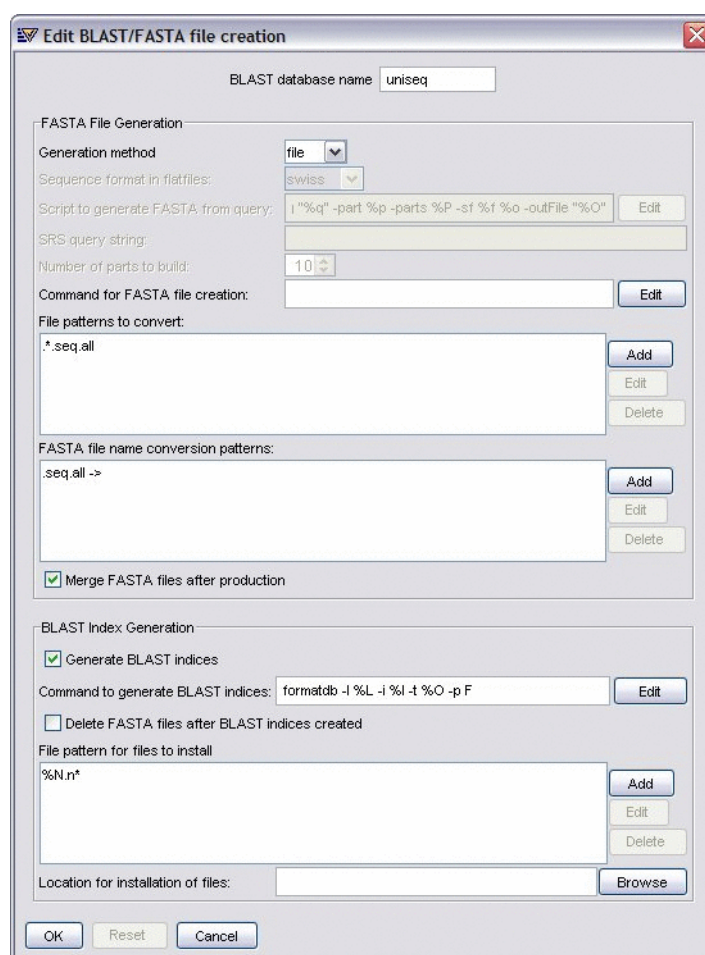 Edit BLAST/FASTA file creation
BLAST database name uniseq
FASTA File Generation
Generation method file
Sequence format in flatfiles: swiss
Script to generate FASTA from query: "%q" -part %p -parts %P -sf %f %o -outFile "%O" Edit
SRS query string:
Number of parts to build: 10
Command for FASTA file creation: Edit
File patterns to convert:
.*.seq.all
Add
Edit
Delete
FASTA file name conversion patterns:
.seq.all ->
Add
Edit
Delete
Merge FASTA files after production
BLAST Index Generation
Generate BLAST indices
Command to generate BLAST indices: formatdb -l %L -i %I -t %O -p F Edit
Delete FASTA files after BLAST indices created
File pattern for files to install
%N.n*
Add
Edit
Delete
Location for installation of files: Browse
OK Reset Cancel